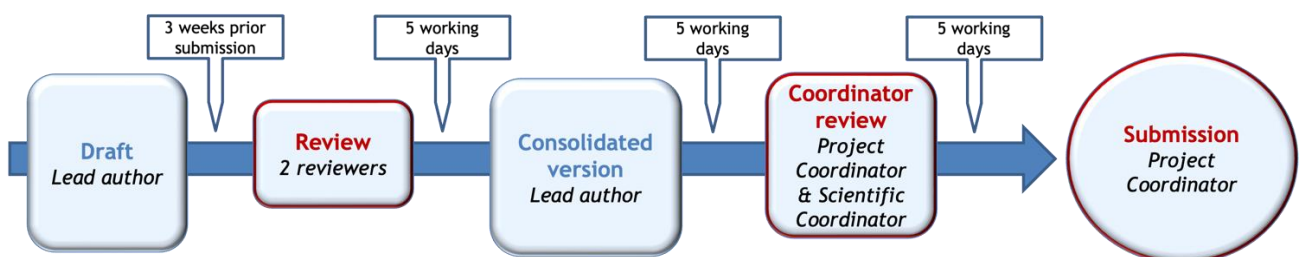 3 weeks prior
submission
5 working
days
5 working
days
5 working
days
Draft
Lead author
Review
2 reviewers
Consolidated
version
Lead author
Coordinator
review
Project
Coordinator
& Scientific
Coordinator
Submission
Project
Coordinator